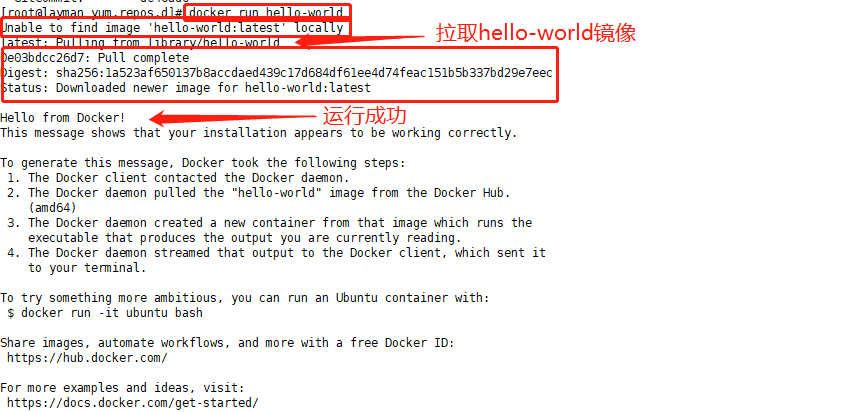 [root@layman yum.repos.d]# docker run hello-world
Unable to find image 'hello-world:latest' locally
latest: Pulling from library/hello-world
拉取hello-world镜像
0e03bdcc26d7: Pull complete
Digest: sha256:1a523af650137b8accdaed439c17d684df61ee4d74feac151b5b337bd29e7eec
Status: Downloaded newer image for hello-world:latest
Hello from Docker!
运行成功
This message shows that your installation appears to be working correctly.
To generate this message, Docker took the following steps:
1. The Docker client contacted the Docker daemon.
2. The Docker daemon pulled the "hello-world" image from the Docker Hub.
(amd64)
3. The Docker daemon created a new container from that image which runs the
executable that produces the output you are currently reading.
4. The Docker daemon streamed that output to the Docker client, which sent it
to your terminal.
To try something more ambitious, you can run an Ubuntu container with:
$ docker run -it ubuntu bash
Share images, automate workflows, and more with a free Docker ID:
https://hub.docker.com/
For more examples and ideas, visit:
https://docs.docker.com/get-started/